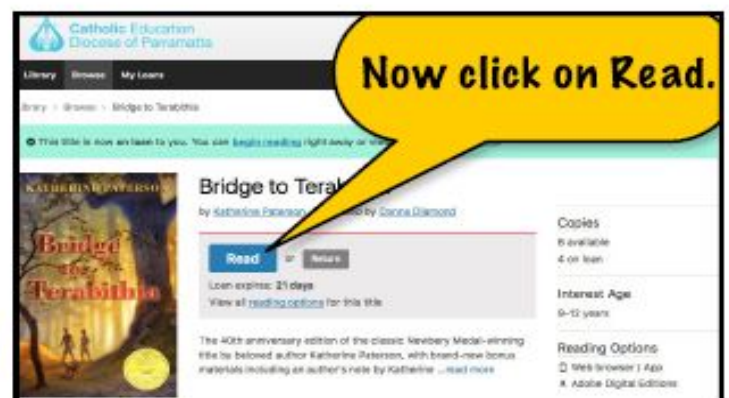 Catholic Education
Diocese of Parramatta
Now click on Read.
Library Browse My Loans
Library > Browse > Bridge to Terabithia
This title is now on loan to you. You can begin reading right away or
KATHERINE PATERSON
Bridge
to
Terabithia
Bridge to Tera
by Katherine Paterson by Donna Diamond
Read or Return
Loan expires: 21 days
View all reading options for this title
The 40th anniversary edition of the classic Newbery Medal-winning
title by beloved author Katherine Paterson, with brand-new bonus
materials including an author's note by Katherine ...read more
Copies
6 available
4 on loan
Interest Age
9-12 years
Reading Options
Web browser | App
Adobe Digital Editions